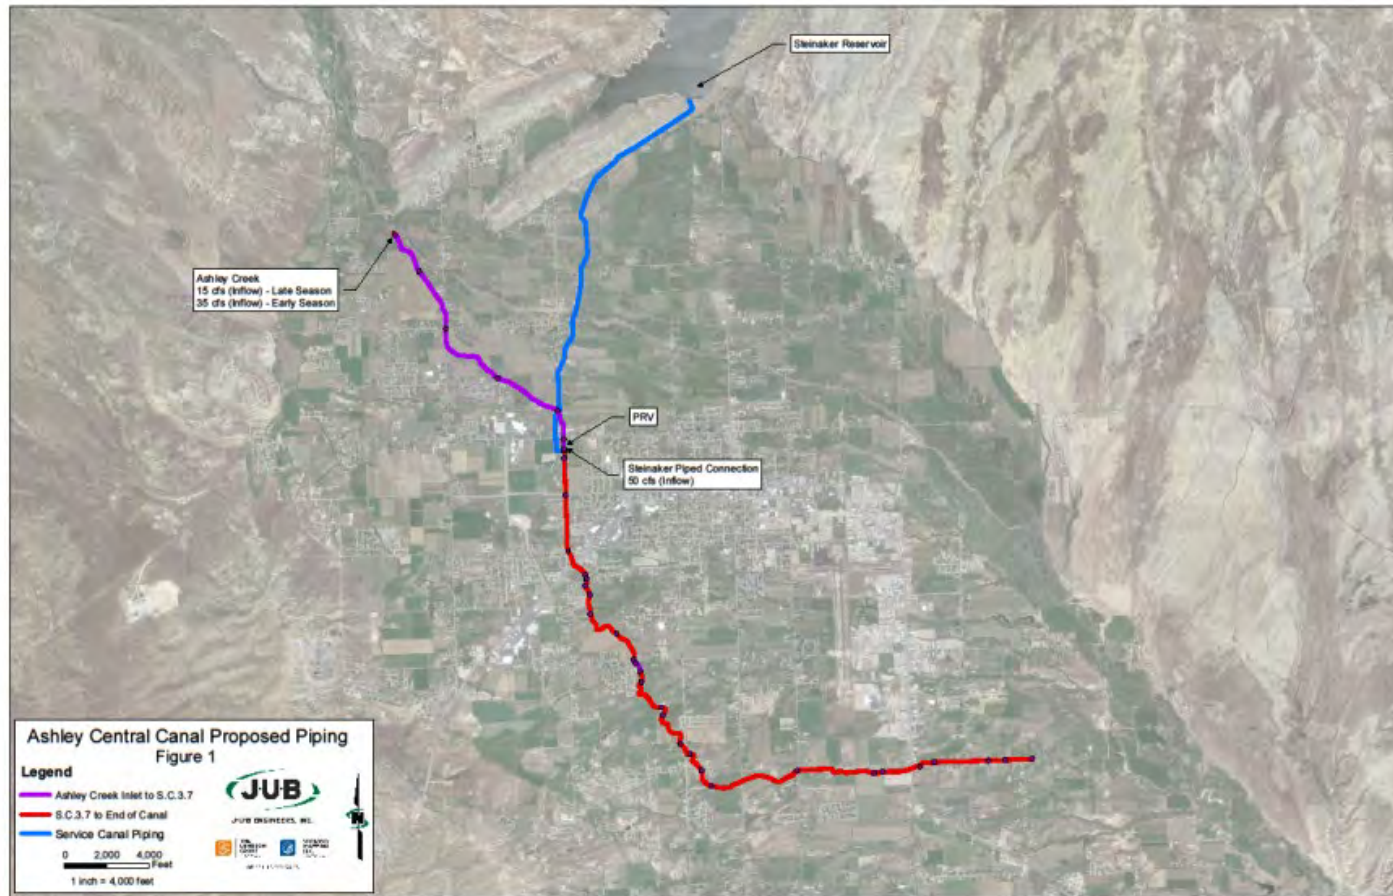 Steinaker Reservoir
Ashley Creek
15 cfs (Inflow) - Late Season
35 cfs (Inflow) - Early Season
PRV
Steinaker Piped Connection
50 cfs (Inflow)
Ashley Central Canal Proposed Piping
Figure 1
Legend
Ashley Creek Inlet to S.C.3.7
S.C.3.7 to End of Canal
Service Canal Piping
J-U-B
J-U-B ENGINEERS, INC.
N
0 2,000 4,000
Feet
1 inch = 4,000 feet